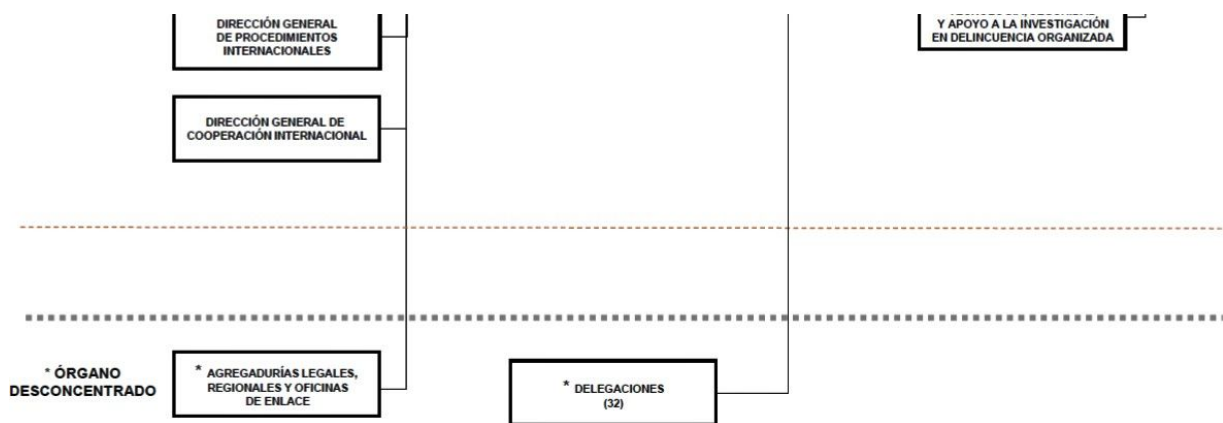 DIRECCIÓN GENERAL
DE PROCEDIMIENTOS
INTERNACIONALES
Y APOYO A LA INVESTIGACIÓN
EN DELINCUENCIA ORGANIZADA
DIRECCIÓN GENERAL DE
COOPERACIÓN INTERNACIONAL
* ÓRGANO
DESCONCENTRADO
* AGREGADURÍAS LEGALES,
REGIONALES Y OFICINAS
DE ENLACE
* DELEGACIONES
(32)